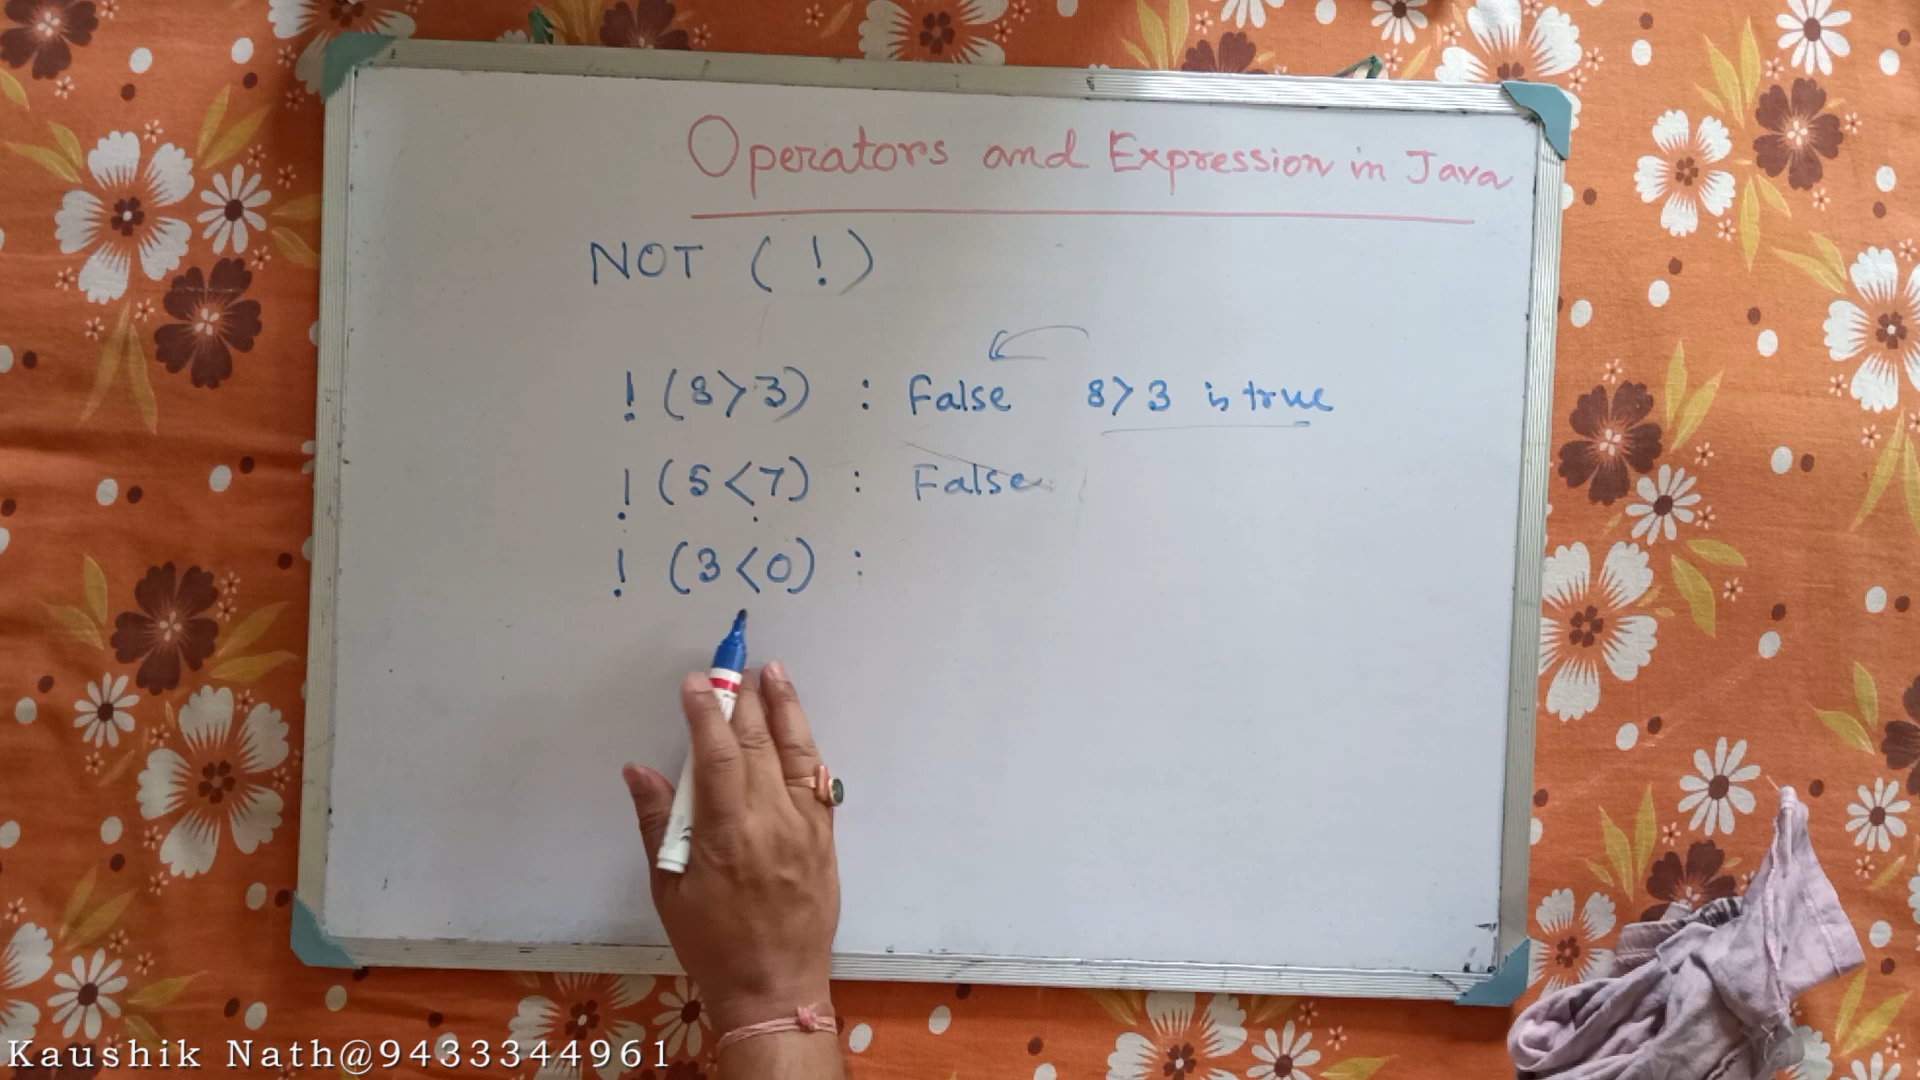 Operators and Expression in Java
NOT ( ! )
! (8>3) : False 8>3 is true
! (5<7) : False
! (3<0) :
Kaushik Nath@9433344961